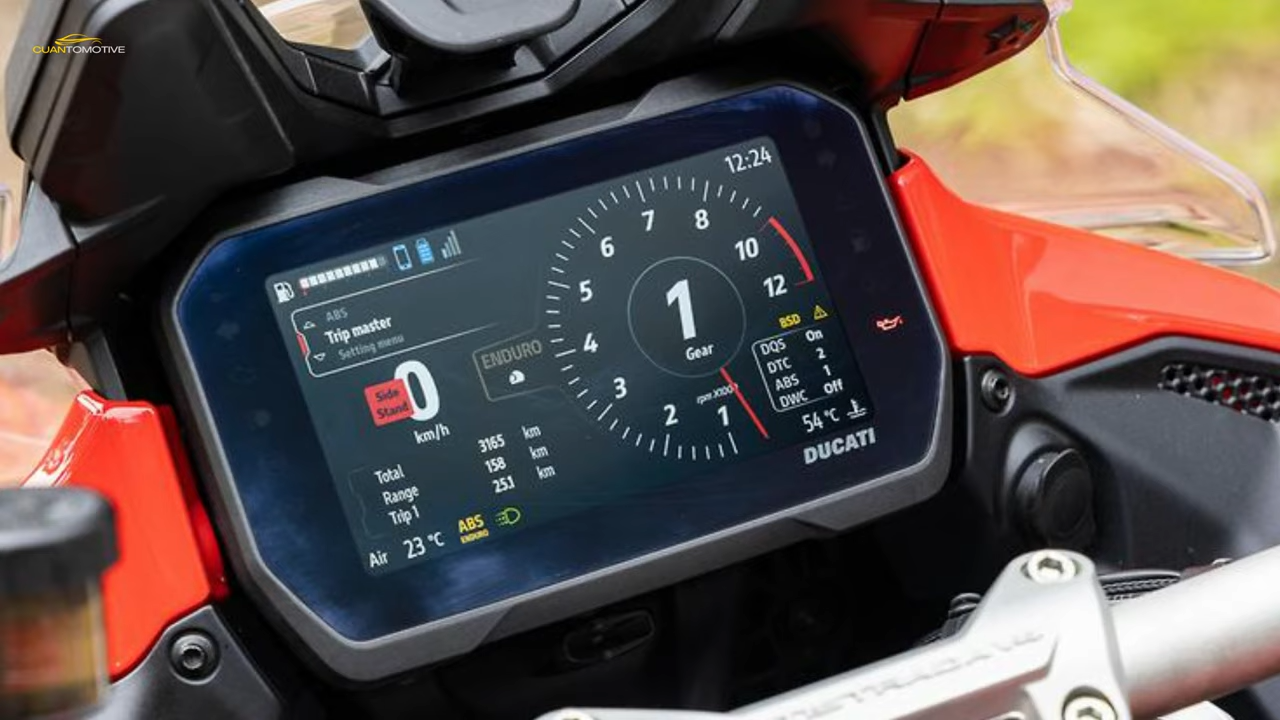 CUANTOMOTIVE
12:24
ABS
Trip master
Setting menu
Side
Stand
0
km/h
ENDURO
Total 3165 km
Range 158 km
Trip 1 25.1 km
Air 23 °C
ABS
ENDURO
1
Gear
1
2
3
4
5
6
7
8
10
12
BSD
DQS On
DTC 2
ABS 1
DWC Off
54 °C
DUCATI